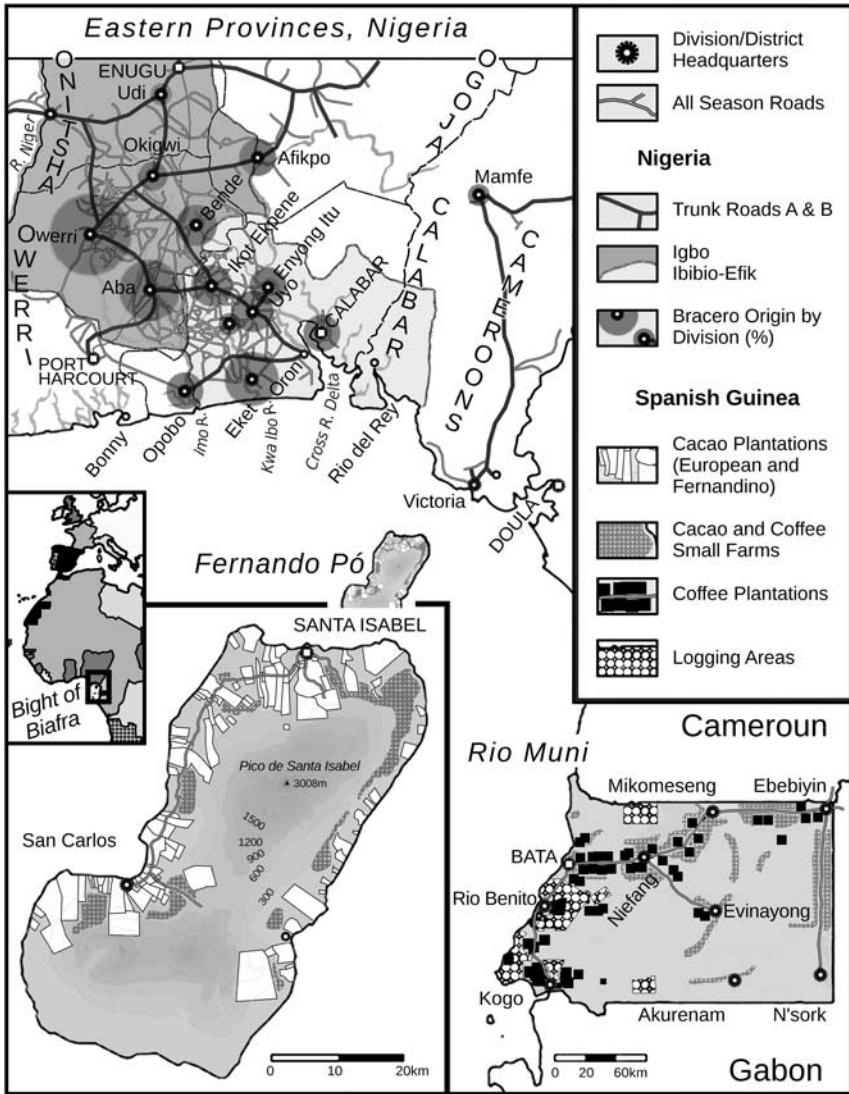 Eastern Provinces, Nigeria
ENUGU
Udi
ONITSHA
R. Niger
Okigwi
Afikpo
OGOJA
Mamfe
Bende
Ikot Expene
Enyong Itu
Owerri
OWERRI
Aba
Uyo
CALABAR
CALABAR
CAMEROONS
PORT
HARCOURT
Bonny
Opobo
Imo R.
Eket
Kwa Ibo R.
Oron
Cross R. Delta
Rio del Rey
Victoria
DOULA
Division/District
Headquarters
All Season Roads
Nigeria
Trunk Roads A & B
Igbo
Ibibio-Efik
Bracero Origin by
Division (%)
Spanish Guinea
Cacao Plantations
(European and
Fernandino)
Cacao and Coffee
Small Farms
Coffee Plantations
Logging Areas
Bight of
Biafra
Fernando Pó
SANTA ISABEL
Pico de Santa Isabel
3008m
1500
1200
900
600
300
San Carlos
0 10 20km
Cameroun
Rio Muni
Mikomeseng
Ebebiyin
BATA
Niefang
Rio Benito
Evinayong
Kogo
Akurenam
N'sork
0 20 60km
Gabon